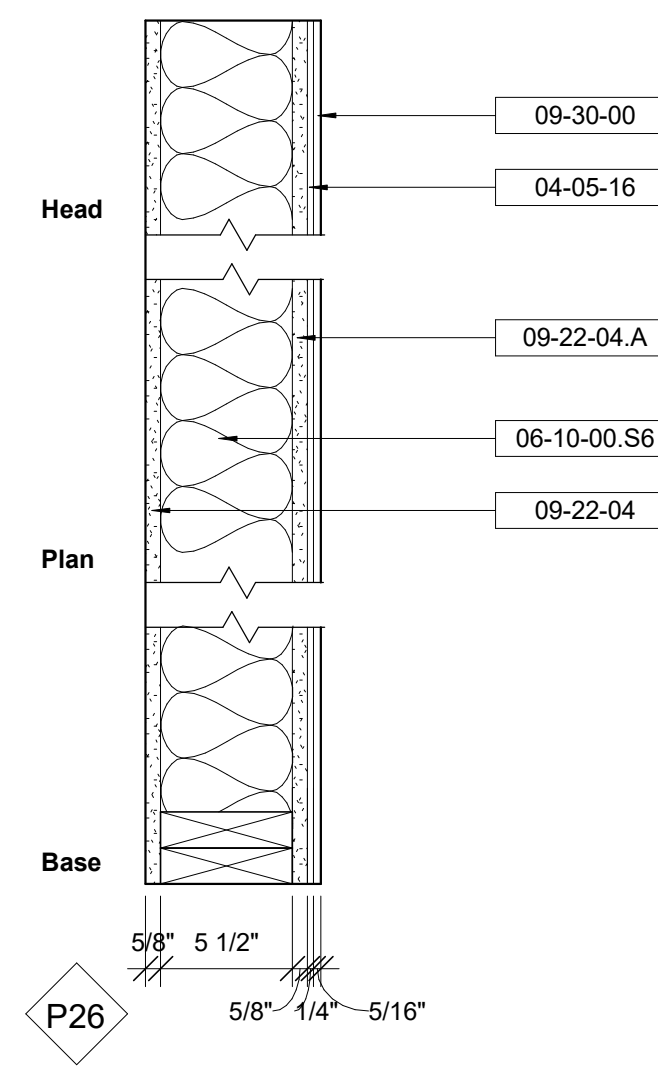 09-30-00
04-05-16
Head
09-22-04.A
06-10-00.S6
09-22-04
Plan
Base
5/8" 5 1/2"
5/8" 1/4" 5/16"
P26